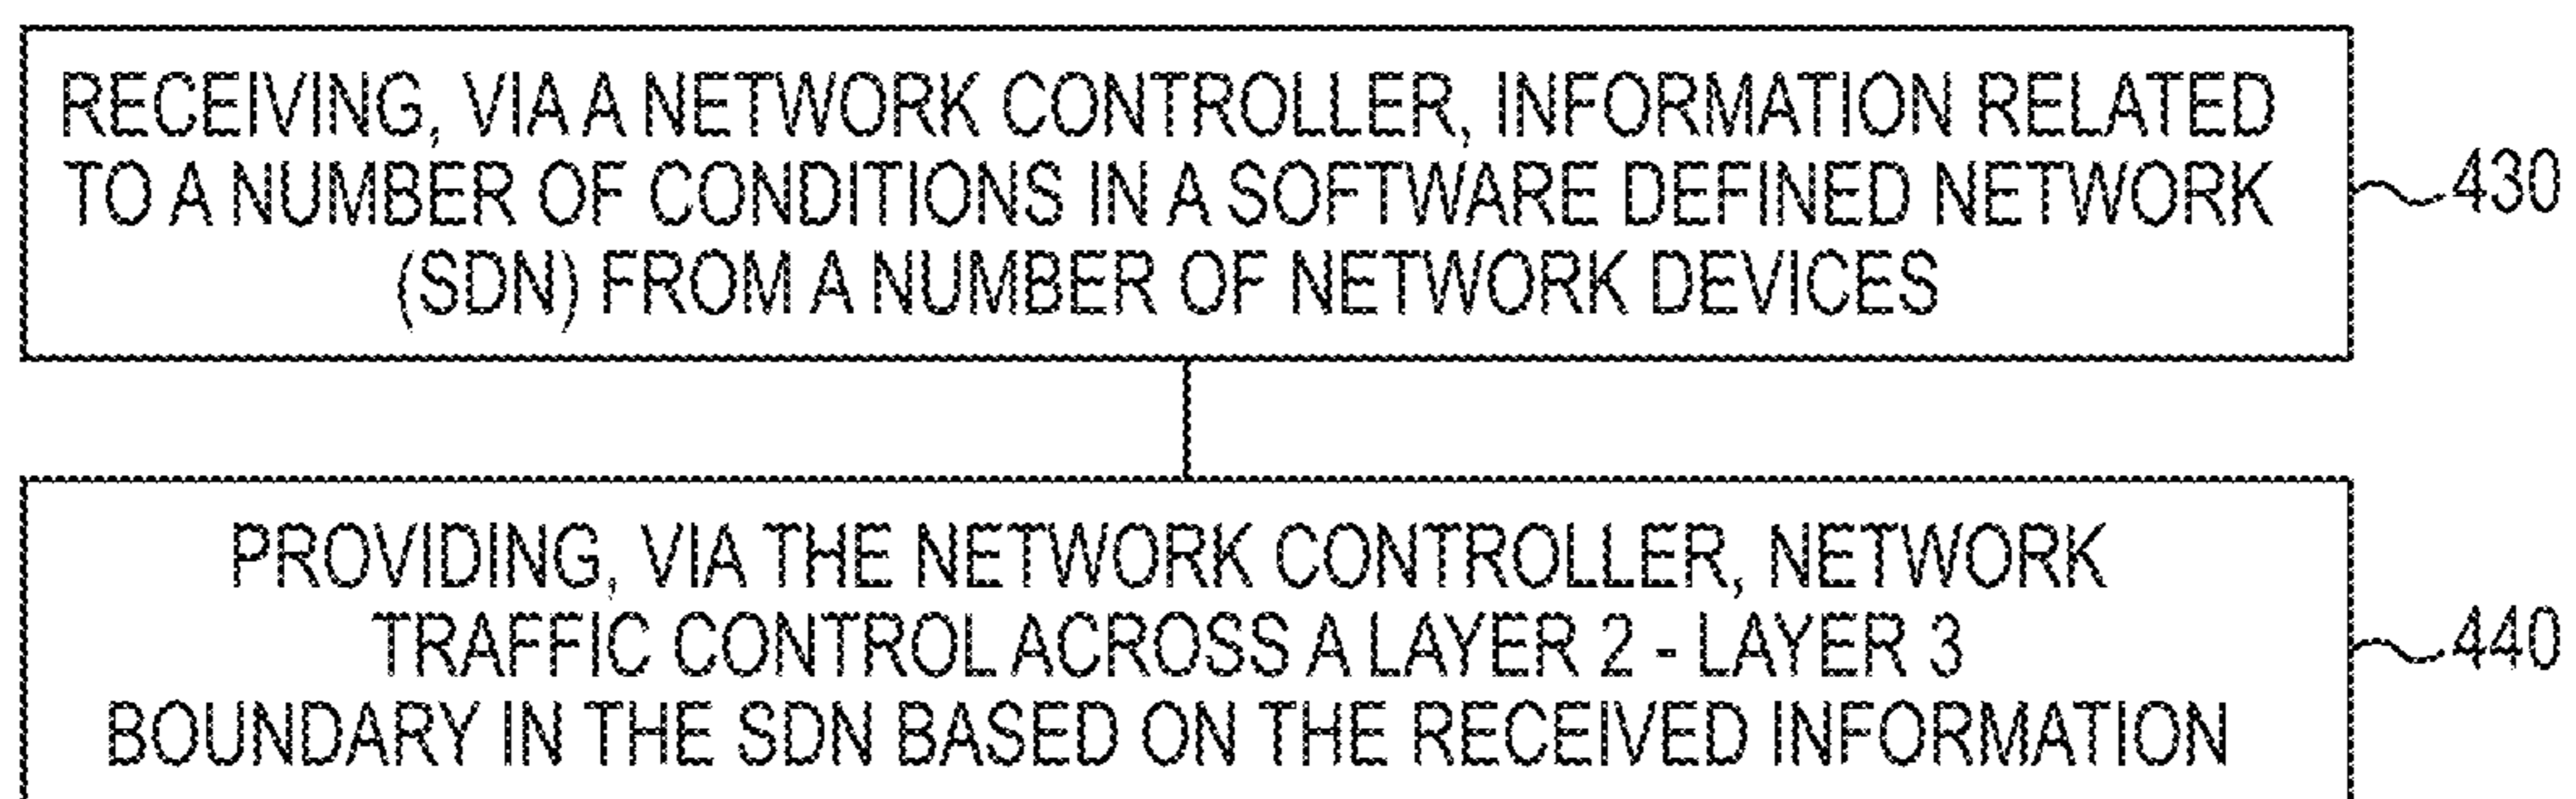 RECEIVING, VIA A NETWORK CONTROLLER, INFORMATION RELATED
TO A NUMBER OF CONDITIONS IN A SOFTWARE DEFINED NETWORK
(SDN) FROM A NUMBER OF NETWORK DEVICES
430
PROVIDING, VIA THE NETWORK CONTROLLER, NETWORK
TRAFFIC CONTROL ACROSS A LAYER 2 - LAYER 3
BOUNDARY IN THE SDN BASED ON THE RECEIVED INFORMATION
440